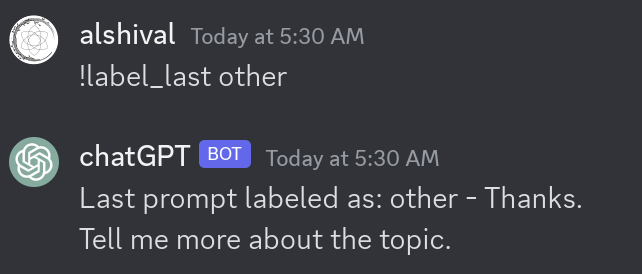 alshival Today at 5:30 AM
!label_last other
chatGPT BOT Today at 5:30 AM
Last prompt labeled as: other - Thanks.
Tell me more about the topic.